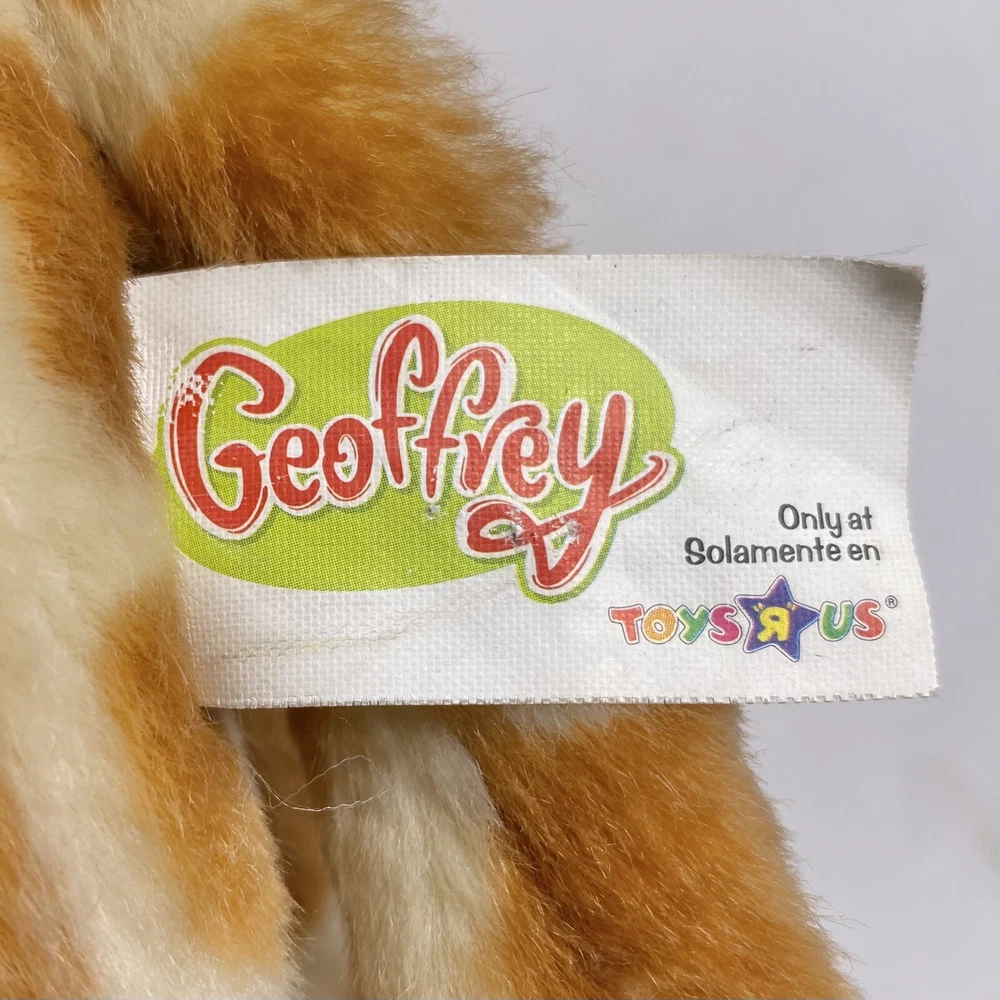 Geoffrey
Only at
Solamente en
TOYS "R" US®